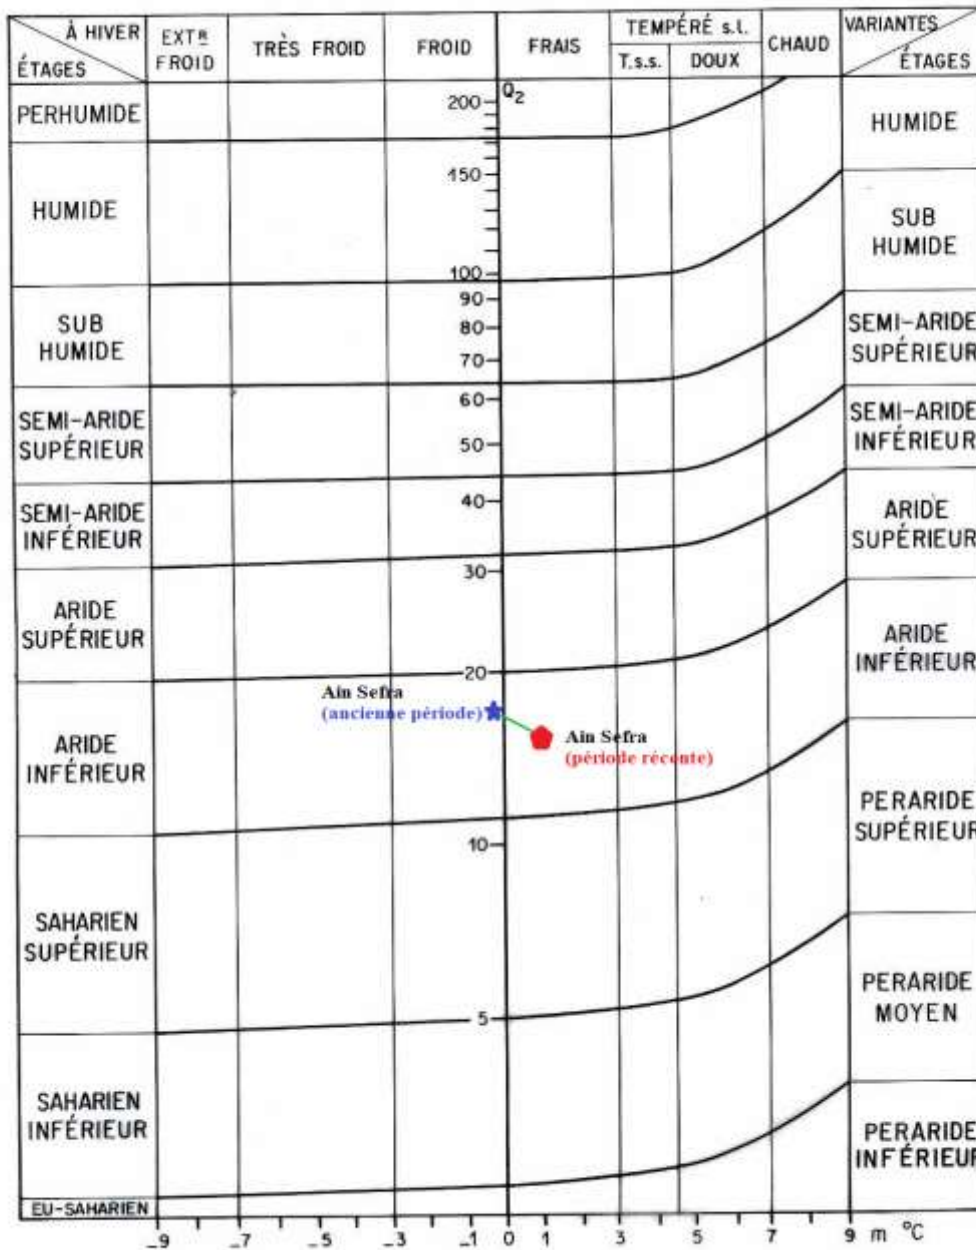 À HIVER
ÉTAGES
EXTR
FROID
TRÈS FROID
FROID
FRAIS
TEMPÉRÉ s.l.
T.s.s.
DOUX
CHAUD
VARIANTES
ÉTAGES
PERHUMIDE
HUMIDE
SUB
HUMIDE
SEMI-ARIDE
SUPÉRIEUR
SEMI-ARIDE
INFÉRIEUR
ARIDE
SUPÉRIEUR
ARIDE
INFÉRIEUR
SAHARIEN
SUPÉRIEUR
SAHARIEN
INFÉRIEUR
EU-SAHARIEN
Q2
200
150
100
90
80
70
60
50
40
30
20
10
5
Ain Sefra
(ancienne période)
Ain Sefra
(période récente)
HUMIDE
SUB
HUMIDE
SEMI-ARIDE
SUPÉRIEUR
SEMI-ARIDE
INFÉRIEUR
ARIDE
SUPÉRIEUR
ARIDE
INFÉRIEUR
PERARIDE
SUPÉRIEUR
PERARIDE
MOYEN
PERARIDE
INFÉRIEUR
-9 -7 -5 -3 -1 0 1 3 5 7 9 m °C